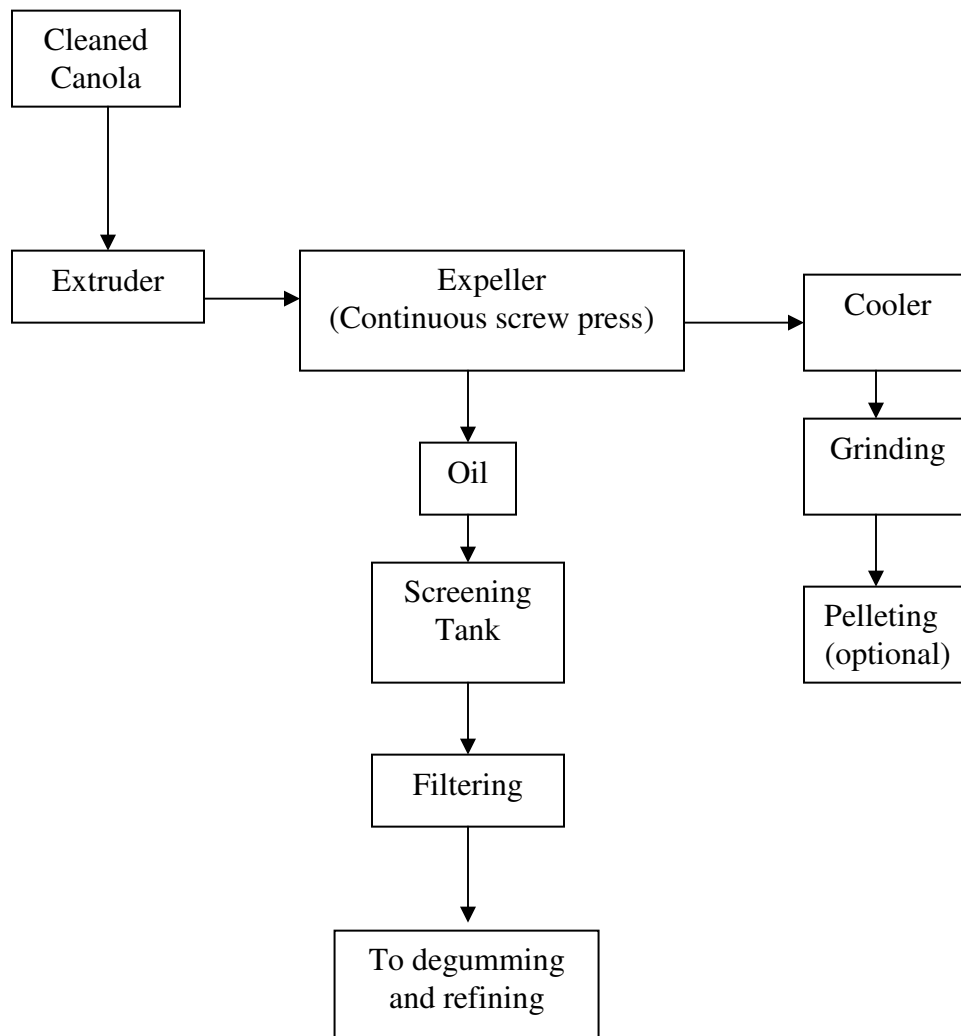 Cleaned
Canola
Extruder
Expeller
(Continuous screw press)
Cooler
Oil
Grinding
Screening
Tank
Pelleting
(optional)
Filtering
To degumming
and refining